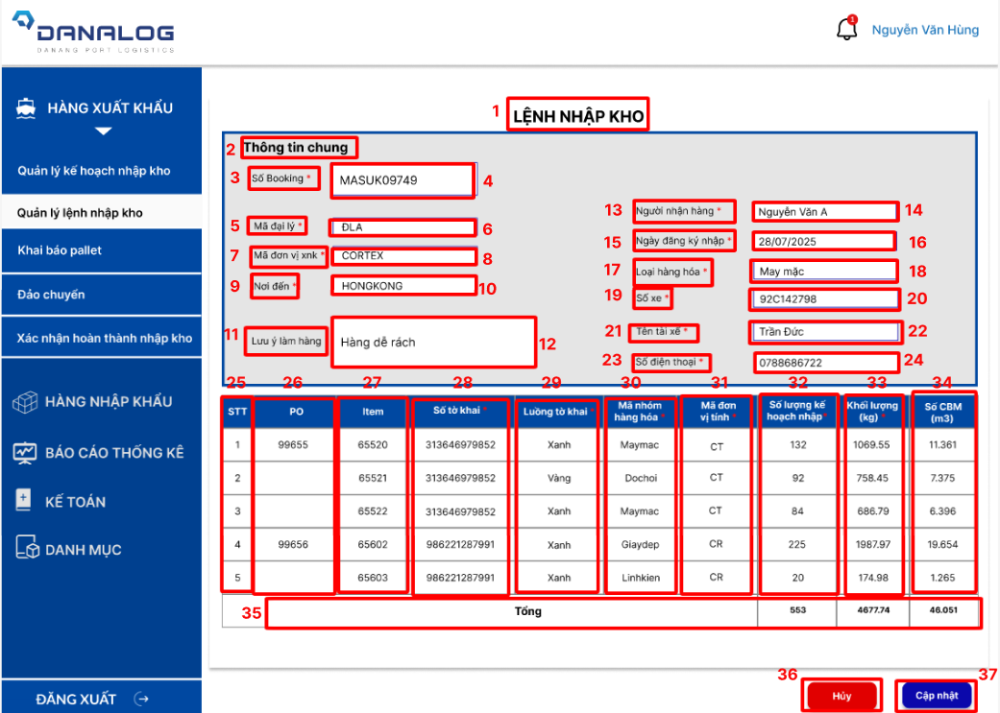 DANALOG
DANANG PORT LOGISTICS
1
Nguyễn Văn Hùng
HÀNG XUẤT KHẨU
Quản lý kế hoạch nhập kho
Quản lý lệnh nhập kho
Khai báo pallet
Đảo chuyển
Xác nhận hoàn thành nhập kho
HÀNG NHẬP KHẨU
BÁO CÁO THỐNG KÊ
KẾ TOÁN
DANH MỤC
ĐĂNG XUẤT
1 LỆNH NHẬP KHO
2 Thông tin chung
3 Số Booking * MASUK09749 4
5 Mã đại lý * ĐLA 6
7 Mã đơn vị xnk * CORTEX 8
9 Nơi đến * HONGKONG 10
11 Lưu ý làm hàng Hàng dễ rách 12
13 Người nhận hàng * Nguyễn Văn A 14
15 Ngày đăng ký nhập * 28/07/2025 16
17 Loại hàng hóa * May mặc 18
19 Số xe * 92C142798 20
21 Tên tài xế * Trần Đức 22
23 Số điện thoại * 0788686722 24
25 26 27 28 29 30 31 32 33 34
STT PO Item Số tờ khai * Luồng tờ khai * Mã nhóm hàng hóa * Mã đơn vị tính * Số lượng kế hoạch nhập * Khối lượng (kg) * Số CBM (m3)
1 99655 65520 313646979852 Xanh Maymac CT 132 1069.55 11.361
2 65521 313646979852 Vàng Dochoi CT 92 758.45 7.375
3 65522 313646979852 Xanh Maymac CT 84 686.79 6.396
4 99656 65602 986221287991 Xanh Giaydep CR 225 1987.97 19.654
5 65603 986221287991 Xanh Linhkien CR 20 174.98 1.265
35 Tổng 553 4677.74 46.051
36 Hủy
37 Cập nhật